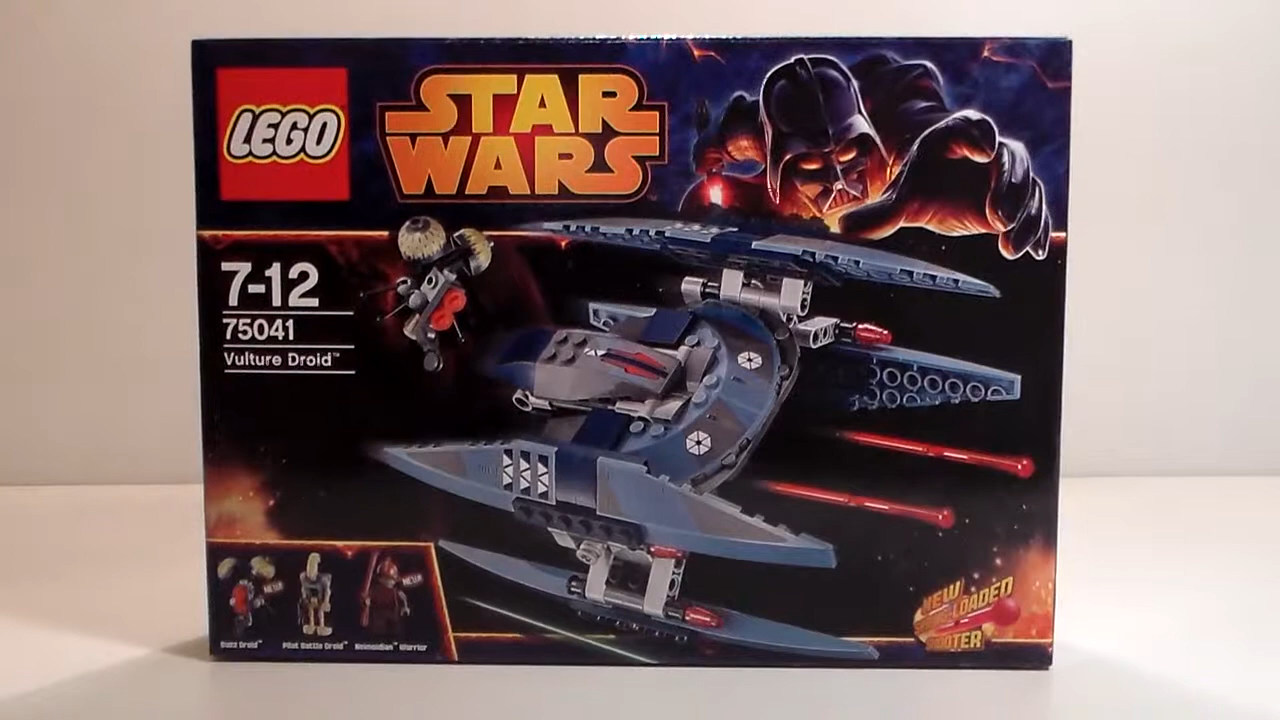 LEGO
STAR
WARS
7-12
75041
Vulture Droid™
NEW!
NEW!
Buzz Droid™
Pilot Battle Droid™
Neimoidian™ Warrior
NEW
LOADED